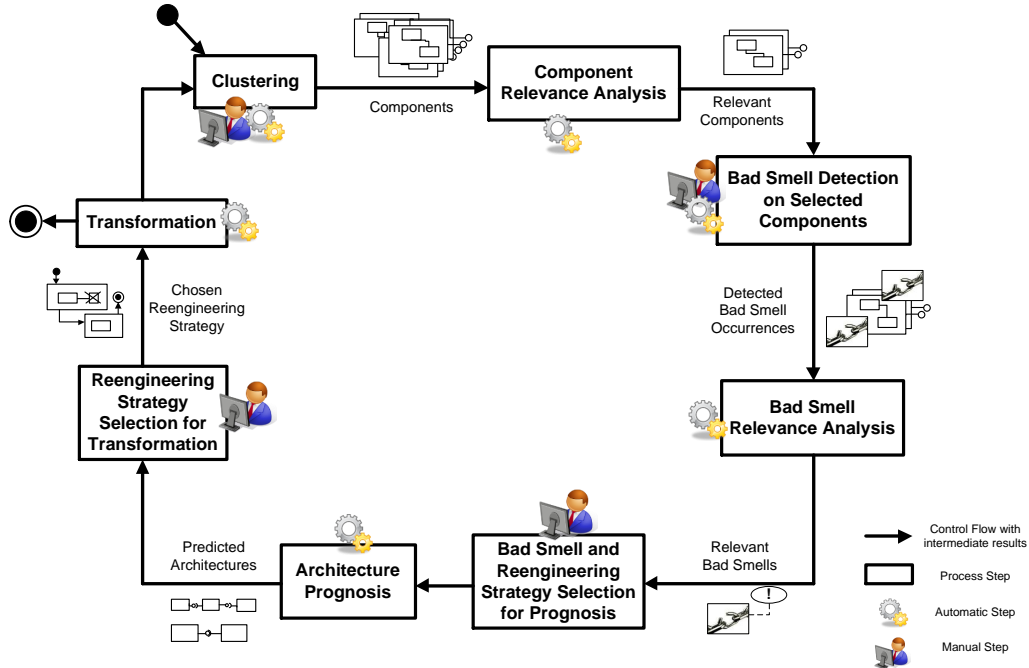 Clustering
Components
Component
Relevance Analysis
Relevant
Components
Bad Smell Detection
on Selected
Components
Transformation
Chosen
Reengineering
Strategy
Detected
Bad Smell
Occurrences
Reengineering
Strategy
Selection for
Transformation
Bad Smell
Relevance Analysis
Predicted
Architectures
Architecture
Prognosis
Bad Smell and
Reengineering
Strategy Selection
for Prognosis
Relevant
Bad Smells
!
Control Flow with
intermediate results
Process Step
Automatic Step
Manual Step